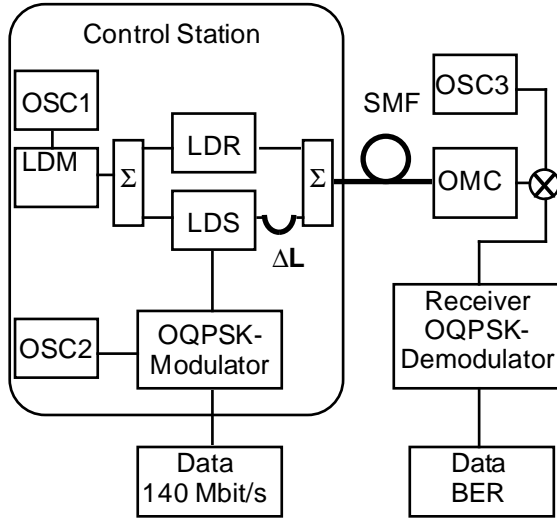 Control Station
OSC1
LDM
Σ
LDR
LDS
ΔL
Σ
SMF
OSC3
OMC
OSC2
OQPSK-
Modulator
Receiver
OQPSK-
Demodulator
Data
140 Mbit/s
Data
BER